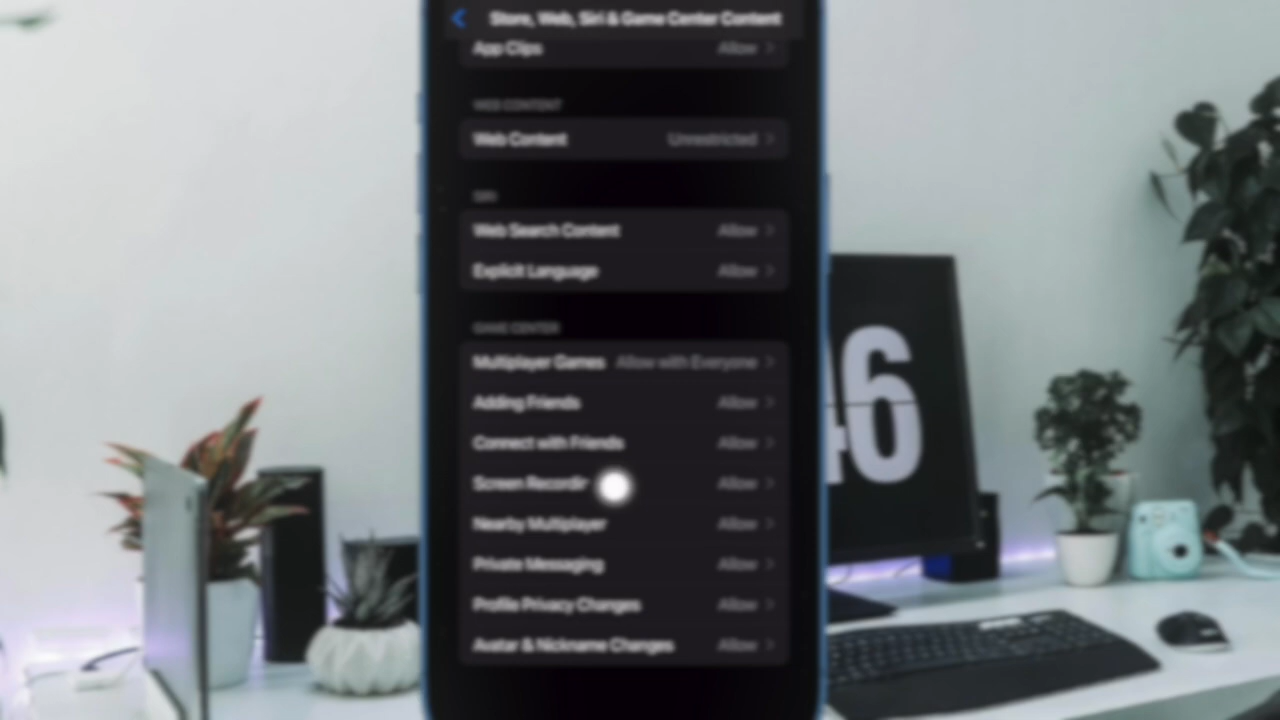 Store, Web, Siri & Game Center Content
App Clips Allow
WEB CONTENT
Web Content Unrestricted
SIRI
Web Search Content Allow
Explicit Language Allow
GAME CENTER
Multiplayer Games Allow with Everyone
Adding Friends Allow
Connect with Friends Allow
Screen Recordin Allow
Nearby Multiplayer Allow
Private Messaging Allow
Profile Privacy Changes Allow
Avatar & Nickname Changes Allow
46